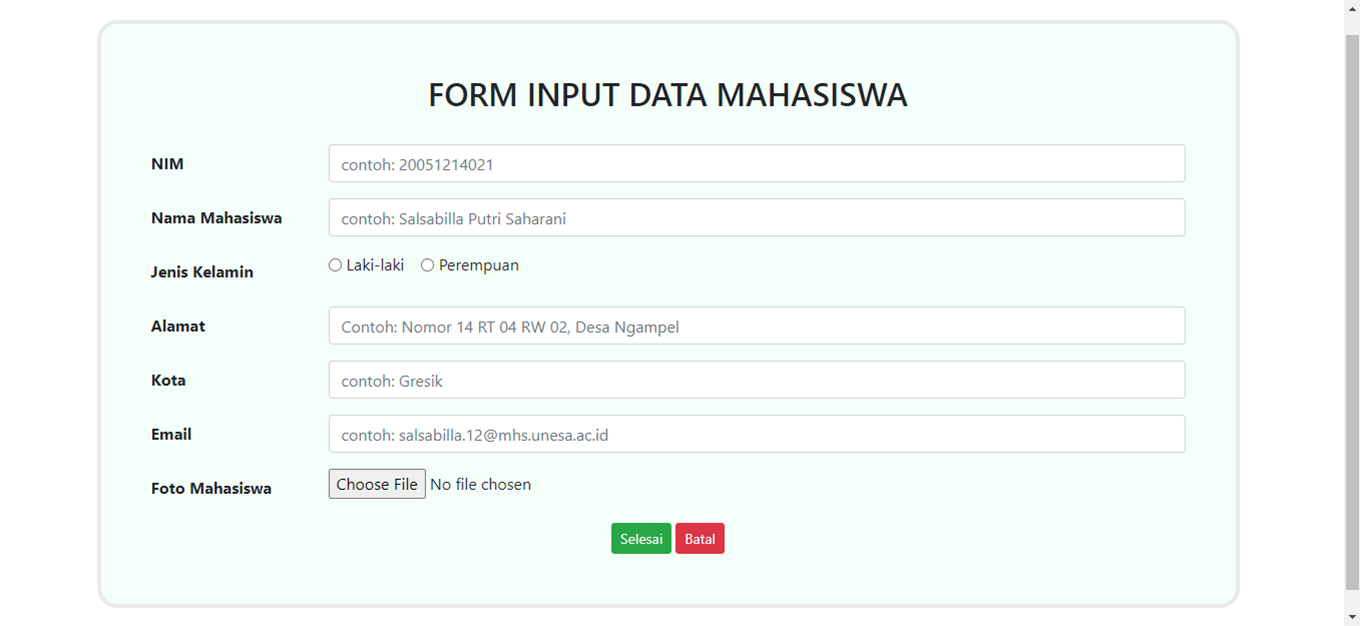 FORM INPUT DATA MAHASISWA
NIM contoh: 20051214021
Nama Mahasiswa contoh: Salsabilla Putri Saharani
Jenis Kelamin Laki-laki Perempuan
Alamat Contoh: Nomor 14 RT 04 RW 02, Desa Ngampel
Kota contoh: Gresik
Email contoh: salsabilla.12@mhs.unesa.ac.id
Foto Mahasiswa Choose File No file chosen
Selesai Batal